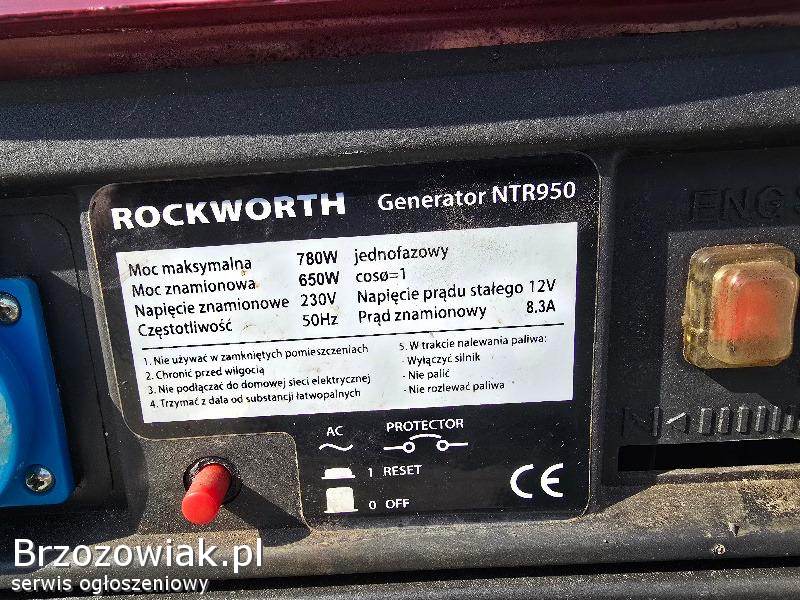 ROCKWORTH Generator NTR950
Moc maksymalna 780W jednofazowy
Moc znamionowa 650W cosø=1
Napięcie znamionowe 230V Napięcie prądu stałego 12V
Częstotliwość 50Hz Prąd znamionowy 8.3A
1. Nie używać w zamkniętych pomieszczeniach
2. Chronić przed wilgocią
3. Nie podłączać do domowej sieci elektrycznej
4. Trzymać z dala od substancji łatwopalnych
5. W trakcie nalewania paliwa:
- Wyłączyć silnik
- Nie palić
- Nie rozlewać paliwa
AC PROTECTOR
1 RESET
0 OFF
CE
ENG
Brzozowiak.pl
serwis ogłoszeniowy